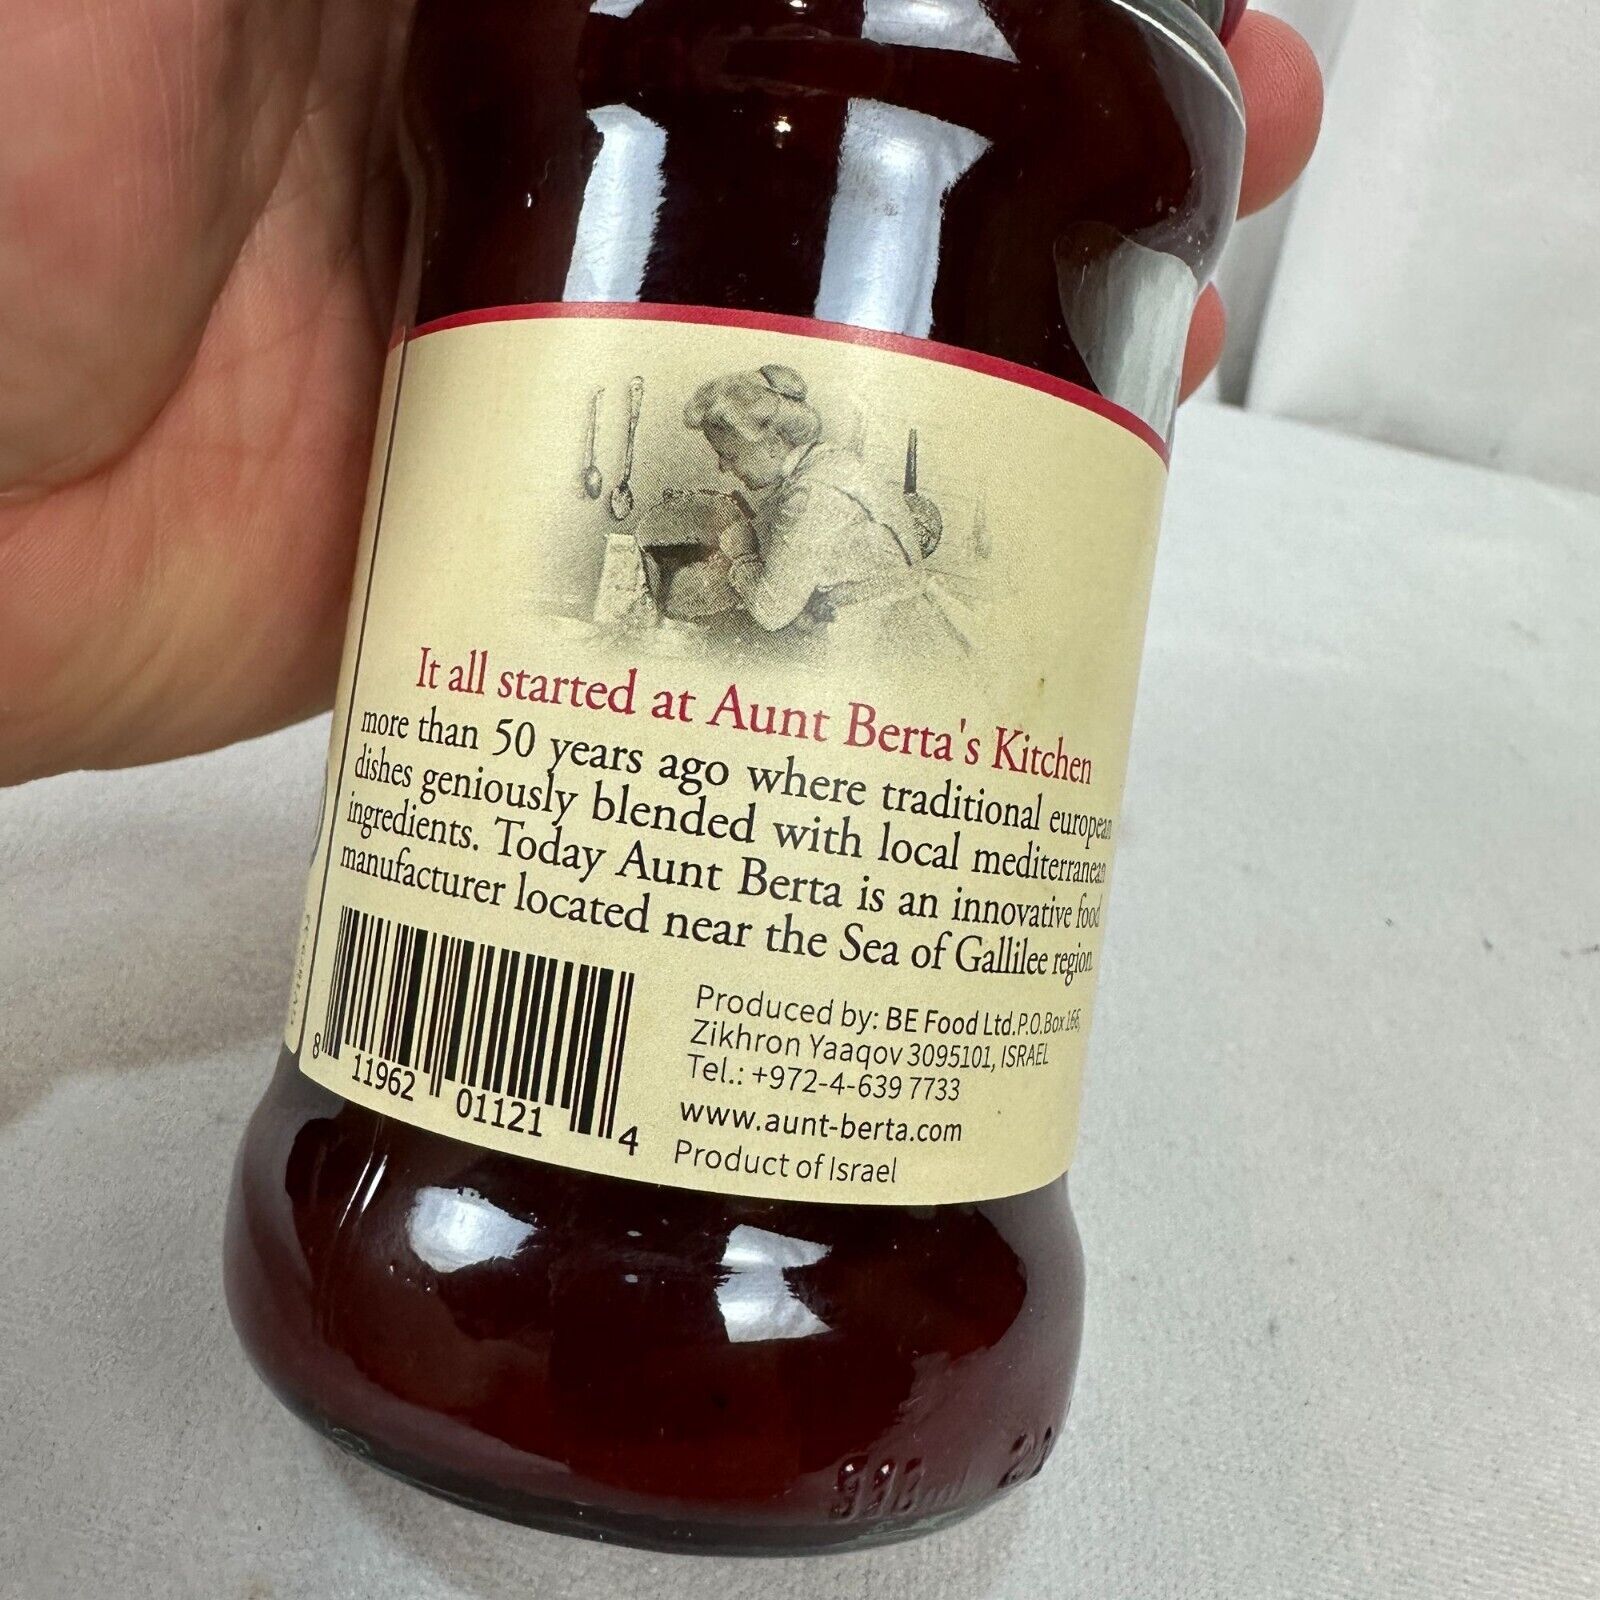 It all started at Aunt Berta's Kitchen
more than 50 years ago where traditional european
dishes geniously blended with local mediterranean
ingredients. Today Aunt Berta is an innovative food
manufacturer located near the Sea of Gallilee region.
8 11962 01121 4
Produced by: BE Food Ltd.P.O.Box 166,
Zikhron Yaaqov 3095101, ISRAEL
Tel.: +972-4-639 7733
www.aunt-berta.com
Product of Israel